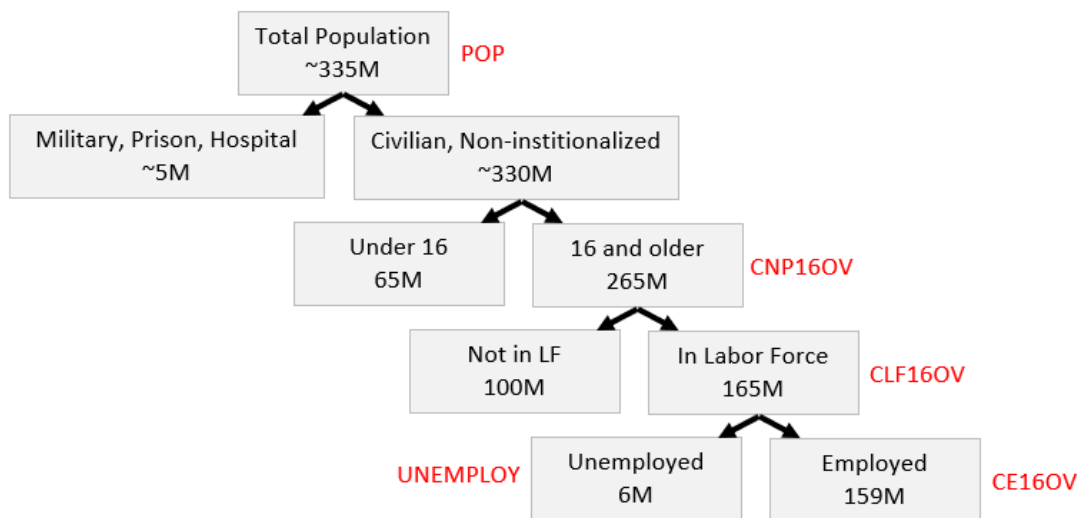 Total Population
~335M
POP
Military, Prison, Hospital
~5M
Civilian, Non-institionalized
~330M
Under 16
65M
16 and older
265M
CNP16OV
Not in LF
100M
In Labor Force
165M
CLF16OV
UNEMPLOY
Unemployed
6M
Employed
159M
CE16OV